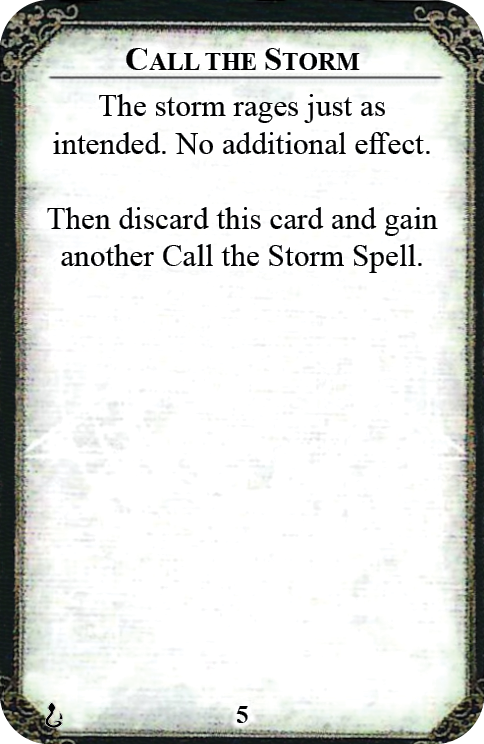 CALL THE STORM
The storm rages just as
intended. No additional effect.
Then discard this card and gain
another Call the Storm Spell.
5